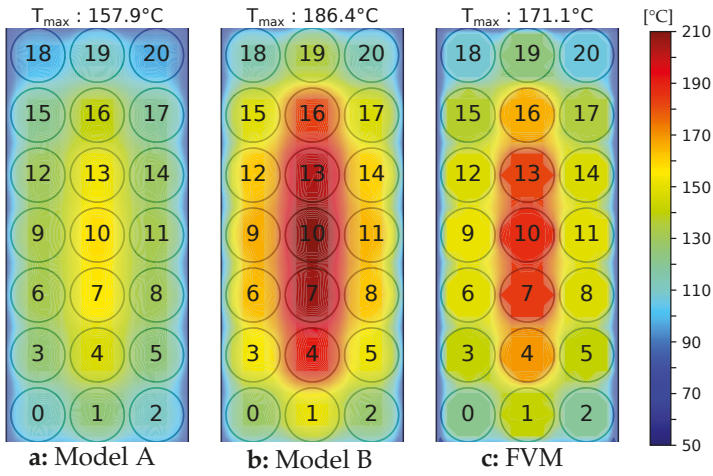 T_max : 157.9°C T_max : 186.4°C T_max : 171.1°C [°C]
18 19 20 18 19 20 18 19 20 210
15 16 17 15 16 17 15 16 17 190
12 13 14 12 13 14 12 13 14 170
9 10 11 9 10 11 9 10 11 150
130
6 7 8 6 7 8 6 7 8 110
3 4 5 3 4 5 3 4 5 90
70
0 1 2 0 1 2 0 1 2
50
a: Model A b: Model B c: FVM